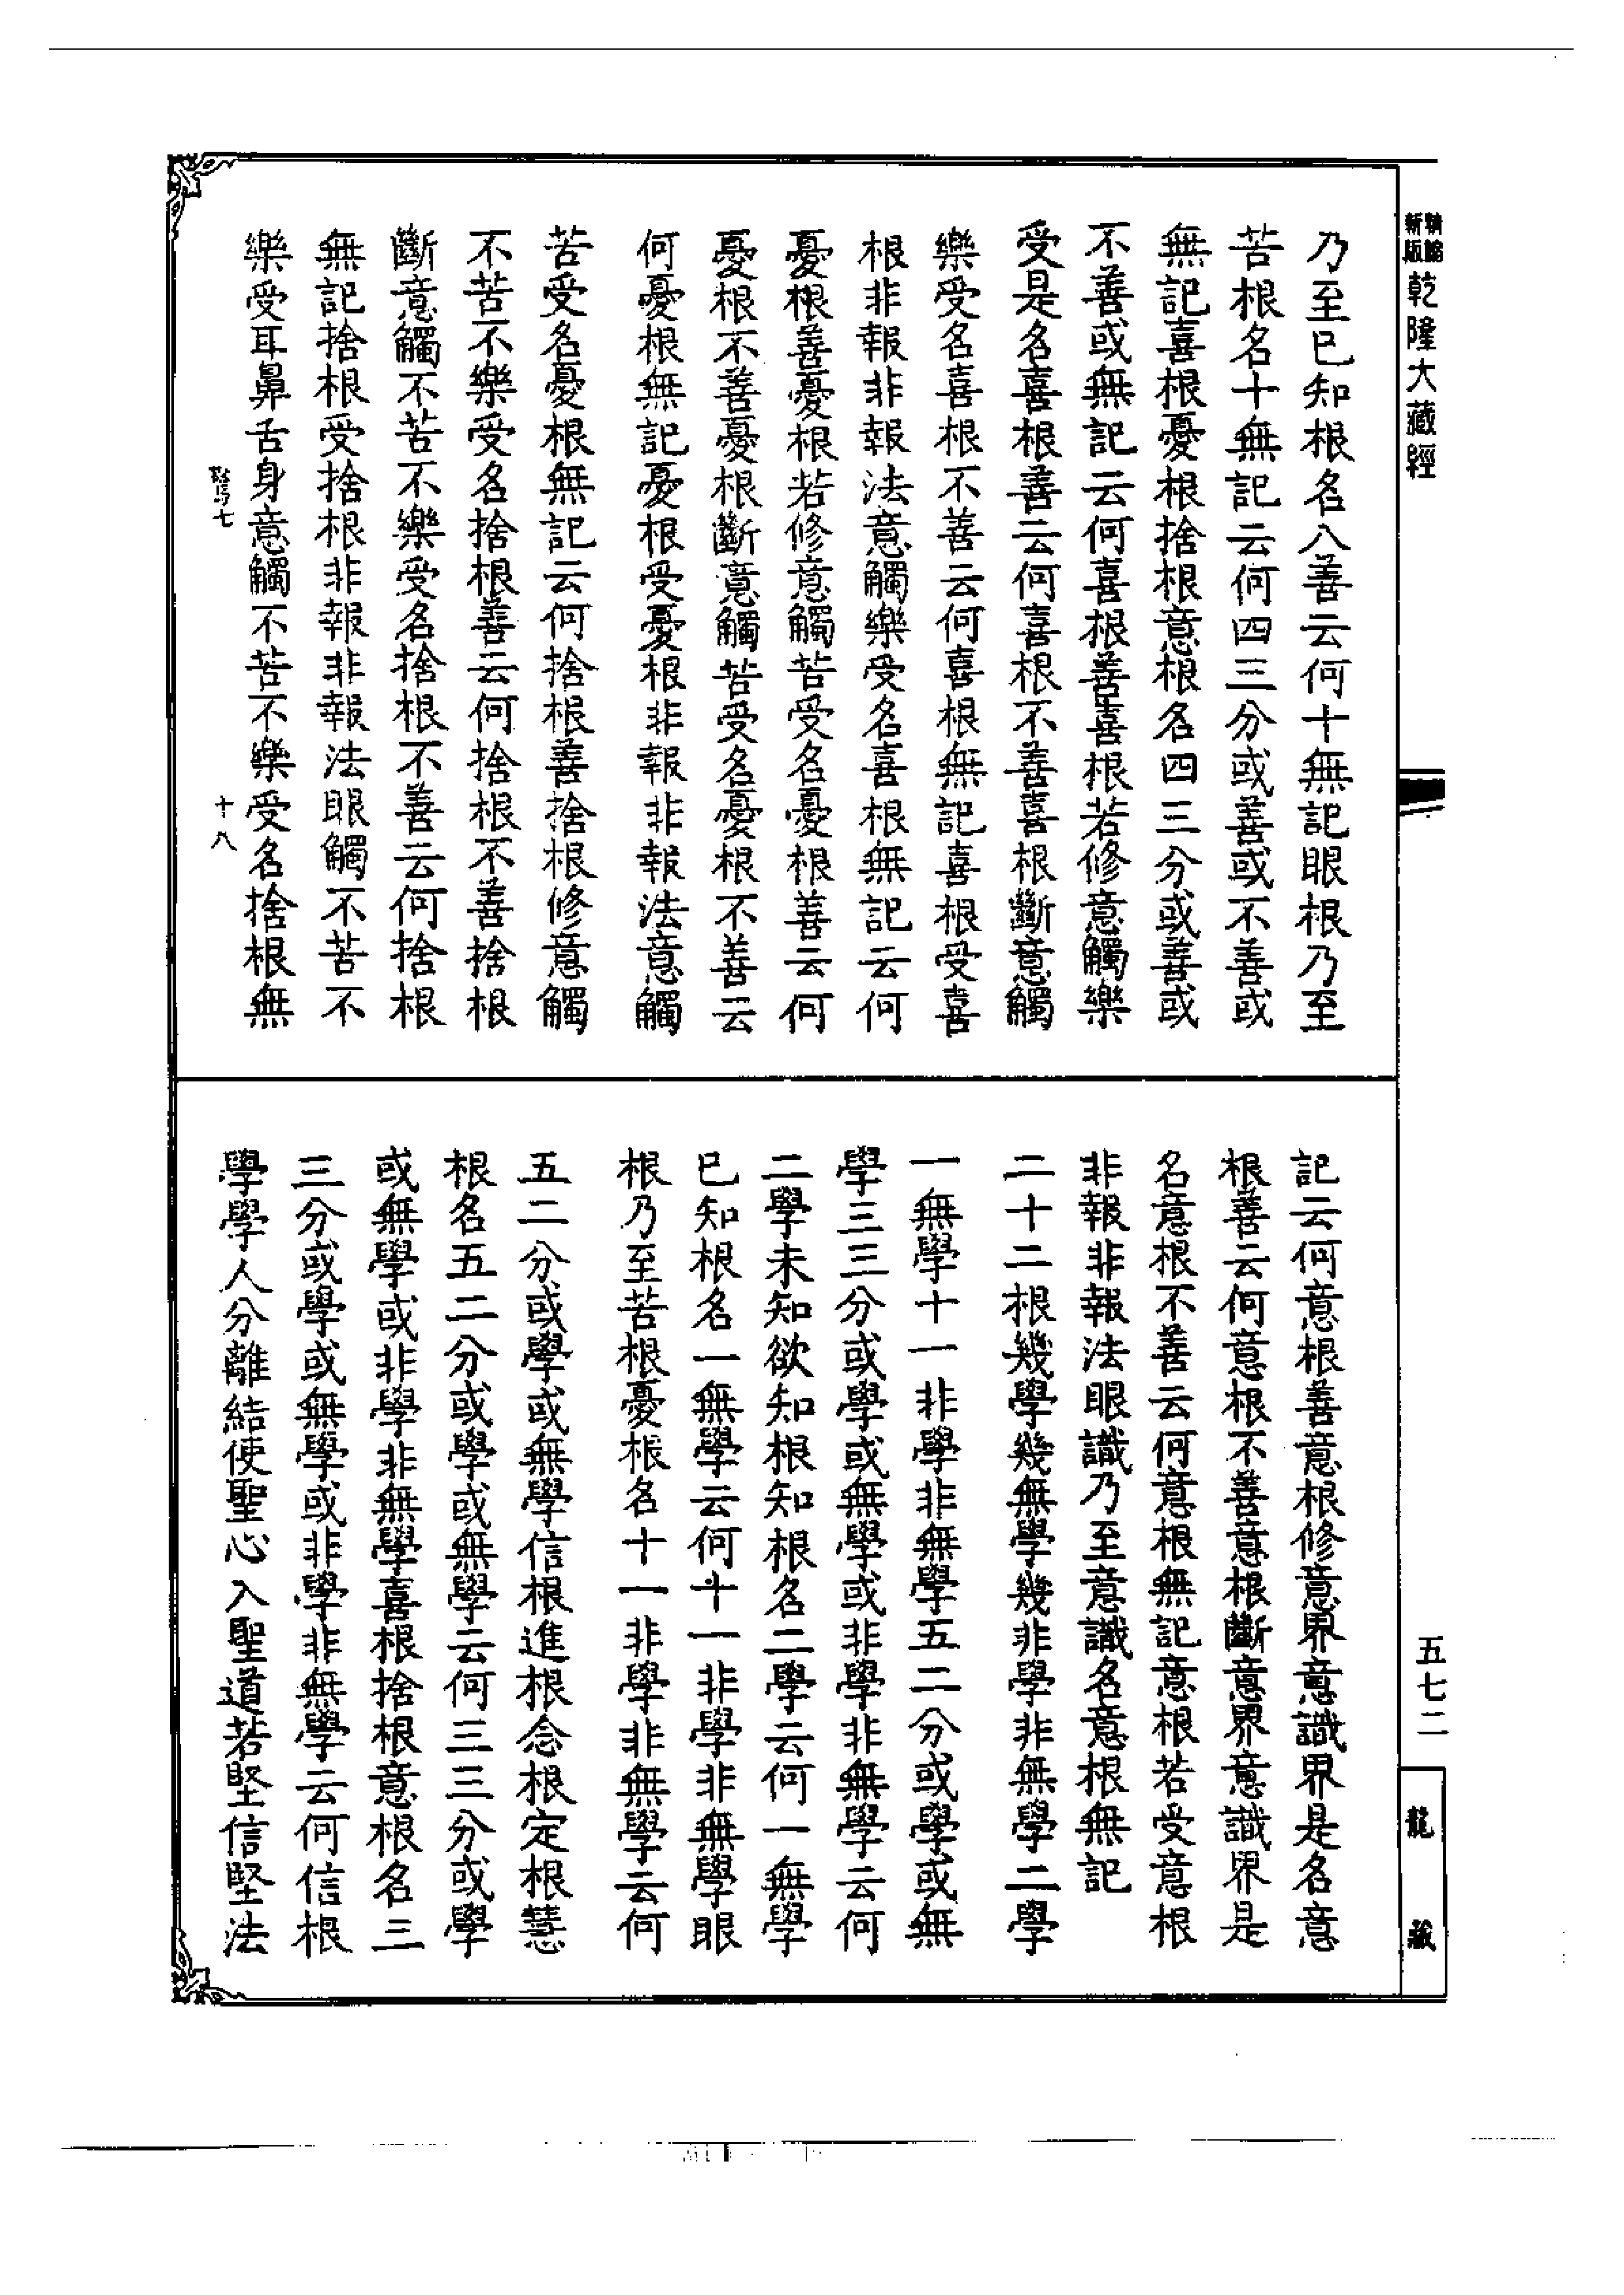 新版
精縮
乾隆大藏經
乃至已知根名八善云何十無記眼根乃至
苦根名十無記云何四三分或善或不善或
無記喜根憂根捨根意根名四三分或善或
不善或無記云何喜根善喜根若修意觸樂
受是名喜根善云何喜根不善喜根斷意觸
樂受名喜根不善云何喜根無記喜根受喜
根非報非報法意觸樂受名喜根無記云何
憂根善憂根若修意觸苦受名憂根善云何
憂根不善憂根斷意觸苦受名憂根不善云
何憂根無記憂根受憂根非報非報法意觸
苦受名憂根無記云何捨根善捨根修意觸
不苦不樂受名捨根善云何捨根不善捨根
斷意觸不苦不樂受名捨根不善云何捨根
無記捨根受捨根非報非報法眼觸不苦不
樂受耳鼻舌身意觸不苦不樂受名捨根無
七
十八
記云何意根善意根修意界意識界是名意
根善云何意根不善意根斷意界意識界是
名意根不善云何意根無記意根若受意根
非報非報法眼識乃至意識名意根無記
二十二根幾學幾無學幾非學非無學二學
一無學十一非學非無學五二分或學或無
學三三分或學或無學或非學非無學云何
二學未知欲知根知根名二學云何一無學
已知根名一無學云何十一非學非無學眼
根乃至苦根憂根名十一非學非無學云何
五二分或學或無學信根進根念根定根慧
根名五二分或學或無學云何三三分或學
或無學或非學非無學喜根捨根意根名三
三分或學或無學或非學非無學云何信根
學學人分離結使聖心入聖道若堅信堅法
五七二
龍藏